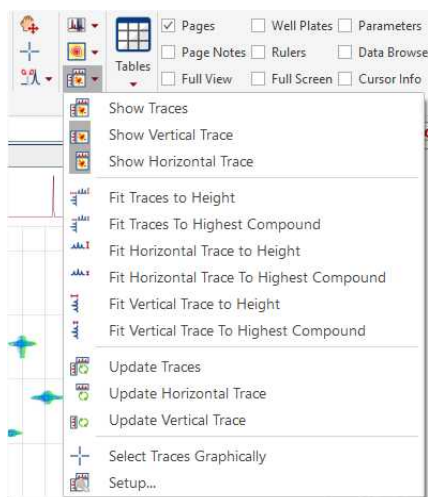 Pages Well Plates Parameters
Page Notes Rulers Data Browse
Tables
Full View Full Screen Cursor Info
Show Traces
Show Vertical Trace
Show Horizontal Trace
Fit Traces to Height
Fit Traces To Highest Compound
Fit Horizontal Trace to Height
Fit Horizontal Trace To Highest Compound
Fit Vertical Trace to Height
Fit Vertical Trace To Highest Compound
Update Traces
Update Horizontal Trace
Update Vertical Trace
Select Traces Graphically
Setup...